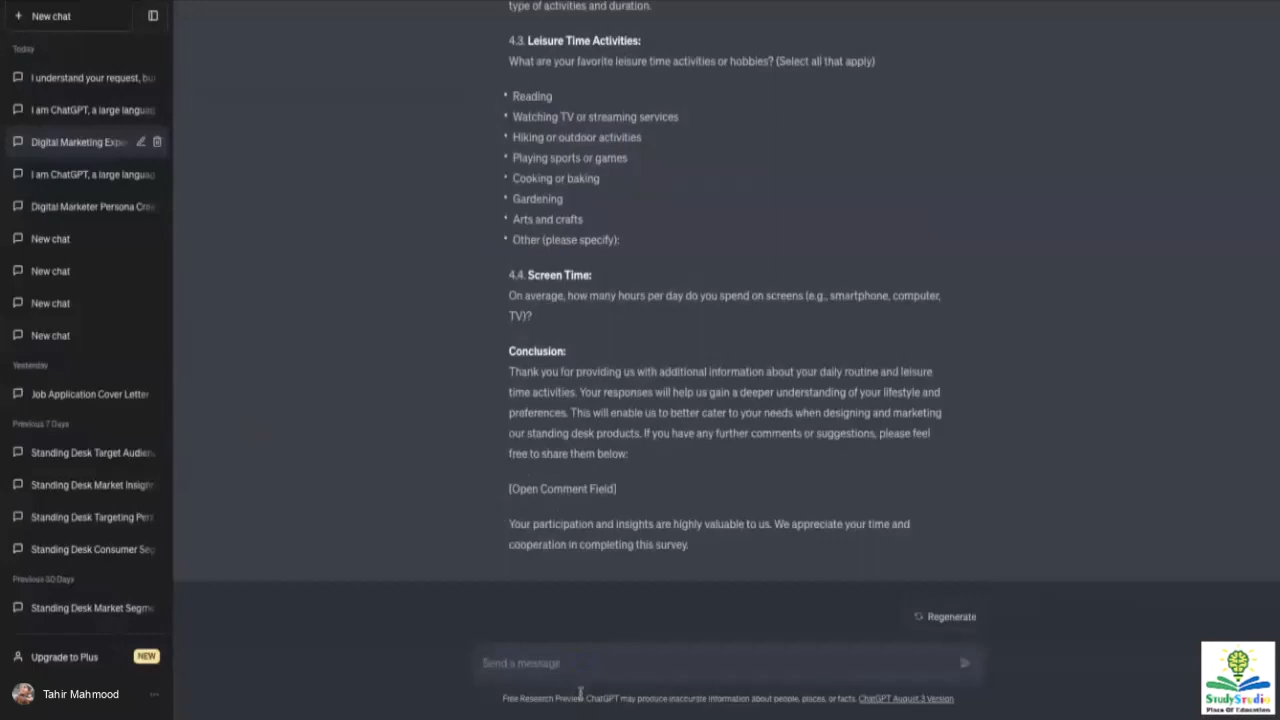 New chat
Today
I understand your request, bu
I am ChatGPT, a large languag
Digital Marketing Expe
I am ChatGPT, a large languag
Digital Marketer Persona Crea
New chat
New chat
New chat
New chat
Yesterday
Job Application Cover Letter
Previous 7 Days
Standing Desk Target Audien
Standing Desk Market Insigh
Standing Desk Targeting Per
Standing Desk Consumer Seg
Previous 30 Days
Standing Desk Market Segme
Upgrade to Plus
NEW
Tahir Mahmood
type of activities and duration.
4.3. Leisure Time Activities:
What are your favorite leisure time activities or hobbies? (Select all that apply)
• Reading
• Watching TV or streaming services
• Hiking or outdoor activities
• Playing sports or games
• Cooking or baking
• Gardening
• Arts and crafts
• Other (please specify):
4.4. Screen Time:
On average, how many hours per day do you spend on screens (e.g., smartphone, computer,
TV)?
Conclusion:
Thank you for providing us with additional information about your daily routine and leisure
time activities. Your responses will help us gain a deeper understanding of your lifestyle and
preferences. This will enable us to better cater to your needs when designing and marketing
our standing desk products. If you have any further comments or suggestions, please feel
free to share them below:
[Open Comment Field]
Your participation and insights are highly valuable to us. We appreciate your time and
cooperation in completing this survey.
Regenerate
Send a message
Free Research Preview. ChatGPT may produce inaccurate information about people, places, or facts. ChatGPT August 3 Version
StudyStudio
Place Of Education